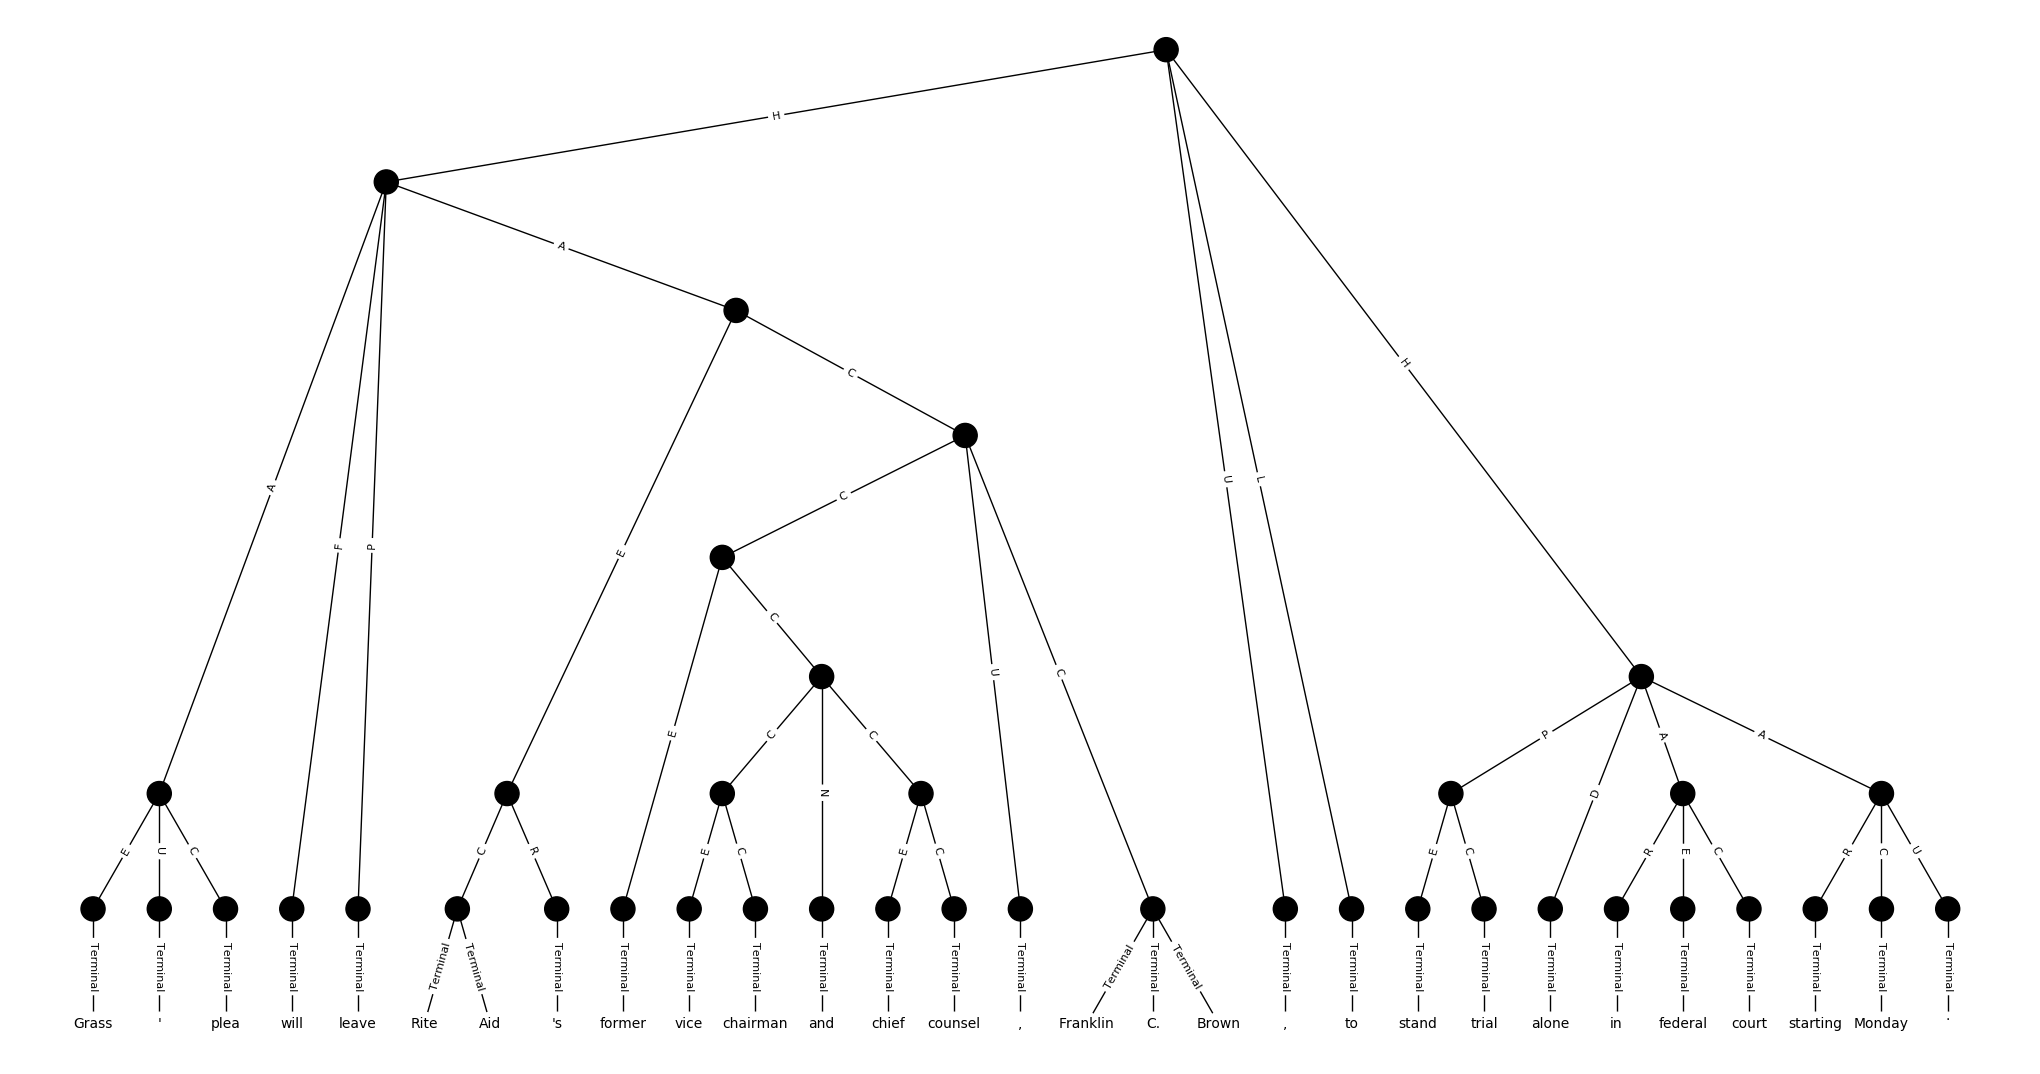 H
A
C
A
F
P
E
C
U
C
U
L
H
C
E
C
N
C
P
D
A
A
E
U
C
C
R
E
C
E
C
E
C
R
E
C
R
C
U
Terminal Terminal Terminal Terminal Terminal Terminal Terminal Terminal Terminal Terminal Terminal Terminal Terminal Terminal Terminal Terminal Terminal Terminal Terminal Terminal Terminal Terminal Terminal Terminal Terminal Terminal Terminal Terminal Terminal
Grass ' plea will leave Rite Aid 's former vice chairman and chief counsel , Franklin C. Brown , to stand trial alone in federal court starting Monday .